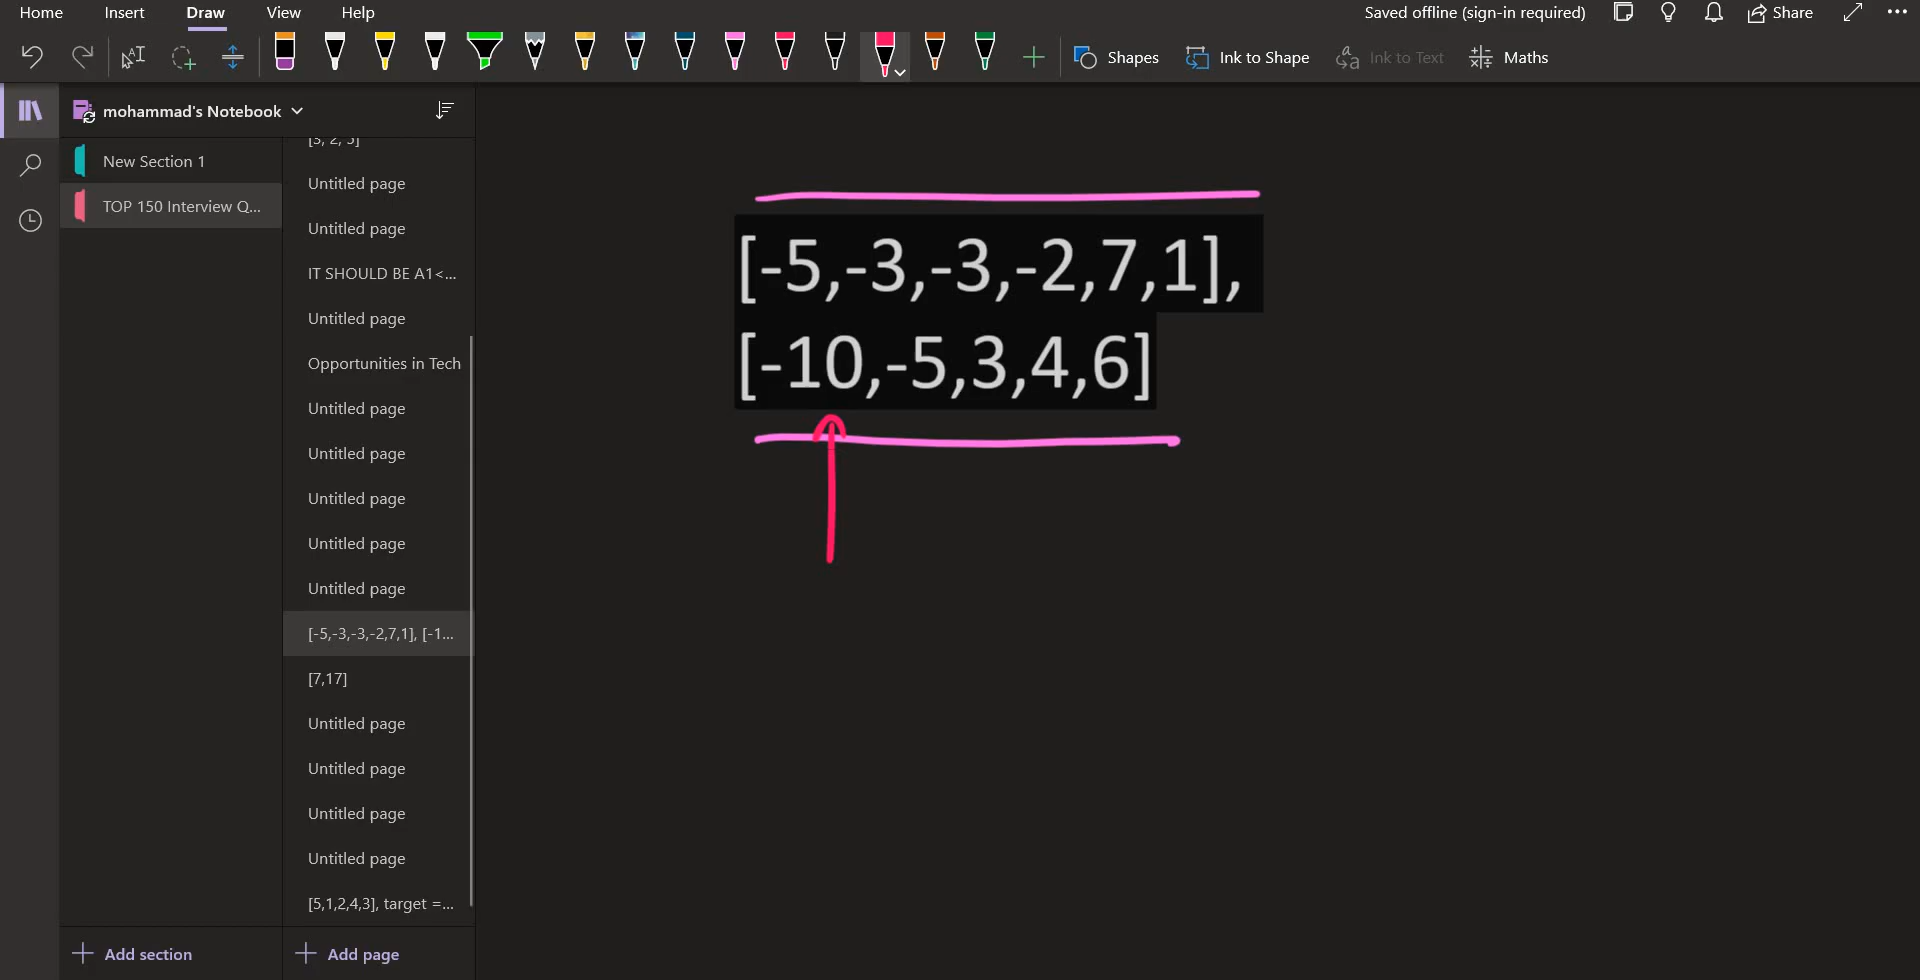 Home Insert Draw View Help
Saved offline (sign-in required) Share
Shapes Ink to Shape Ink to Text Maths
mohammad's Notebook
New Section 1
TOP 150 Interview Q...
[3, 2, 5]
Untitled page
Untitled page
IT SHOULD BE A1<...
Untitled page
Opportunities in Tech
Untitled page
Untitled page
Untitled page
Untitled page
Untitled page
[-5,-3,-3,-2,7,1], [-1...
[7,17]
Untitled page
Untitled page
Untitled page
Untitled page
[5,1,2,4,3], target =...
Add section
Add page
[-5,-3,-3,-2,7,1],
[-10,-5,3,4,6]